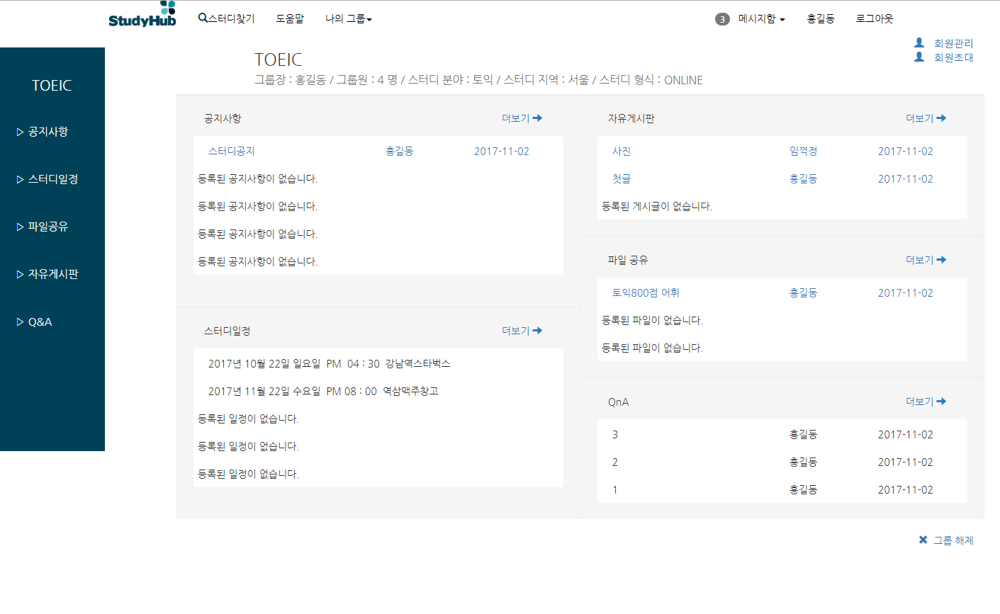 StudyHub 스터디찾기 도움말 나의 그룹 3 메시지함 홍길동 로그아웃
회원관리
회원초대
TOEIC
▷ 공지사항
▷ 스터디일정
▷ 파일공유
▷ 자유게시판
▷ Q&A
TOEIC
그룹장 : 홍길동 / 그룹원 : 4 명 / 스터디 분야 : 토익 / 스터디 지역 : 서울 / 스터디 형식 : ONLINE
공지사항 더보기
스터디공지 홍길동 2017-11-02
등록된 공지사항이 없습니다.
등록된 공지사항이 없습니다.
등록된 공지사항이 없습니다.
등록된 공지사항이 없습니다.
스터디일정 더보기
2017년 10월 22일 일요일 PM 04 : 30 강남역스타벅스
2017년 11월 22일 수요일 PM 08 : 00 역삼맥주창고
등록된 일정이 없습니다.
등록된 일정이 없습니다.
등록된 일정이 없습니다.
자유게시판 더보기
사진 임꺽정 2017-11-02
첫글 홍길동 2017-11-02
등록된 게시글이 없습니다.
파일 공유 더보기
토익800점 어휘 홍길동 2017-11-02
등록된 파일이 없습니다.
등록된 파일이 없습니다.
QnA 더보기
3 홍길동 2017-11-02
2 홍길동 2017-11-02
1 홍길동 2017-11-02
그룹 해제